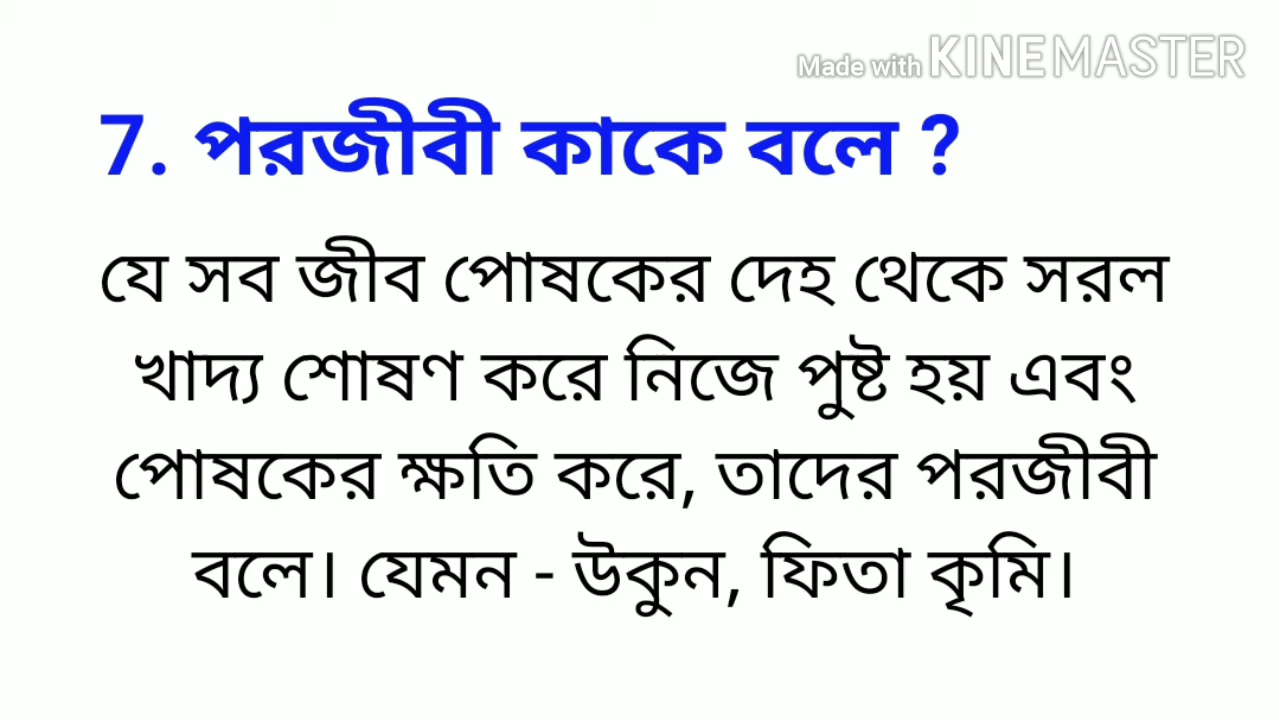 Made with KINEMASTER
7. পরজীবী কাকে বলে ?
যে সব জীব পোষকের দেহ থেকে সরল
খাদ্য শোষণ করে নিজে পুষ্ট হয় এবং
পোষকের ক্ষতি করে, তাদের পরজীবী
বলে। যেমন - উকুন, ফিতা কৃমি।